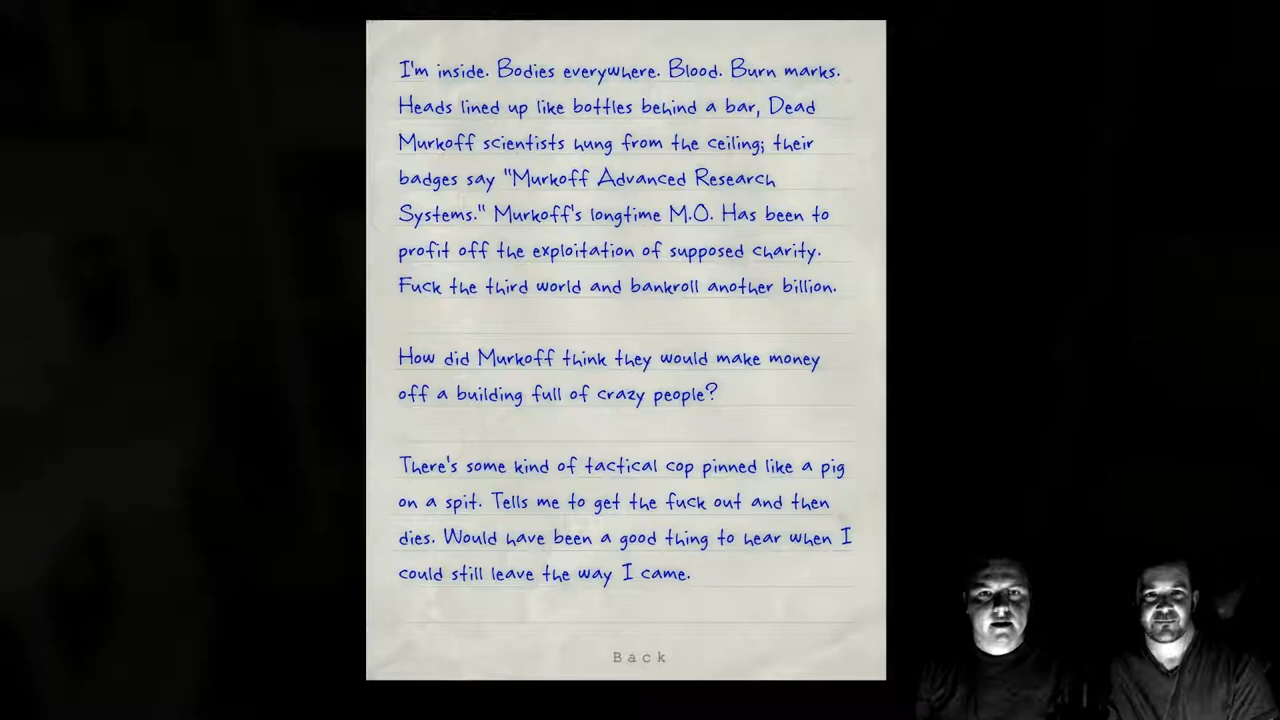 I'm inside. Bodies everywhere. Blood. Burn marks.
Heads lined up like bottles behind a bar, Dead
Murkoff scientists hung from the ceiling; their
badges say "Murkoff Advanced Research
Systems." Murkoff's longtime M.O. Has been to
profit off the exploitation of supposed charity.
Fuck the third world and bankroll another billion.
How did Murkoff think they would make money
off a building full of crazy people?
There's some kind of tactical cop pinned like a pig
on a spit. Tells me to get the fuck out and then
dies. Would have been a good thing to hear when I
could still leave the way I came.
Back